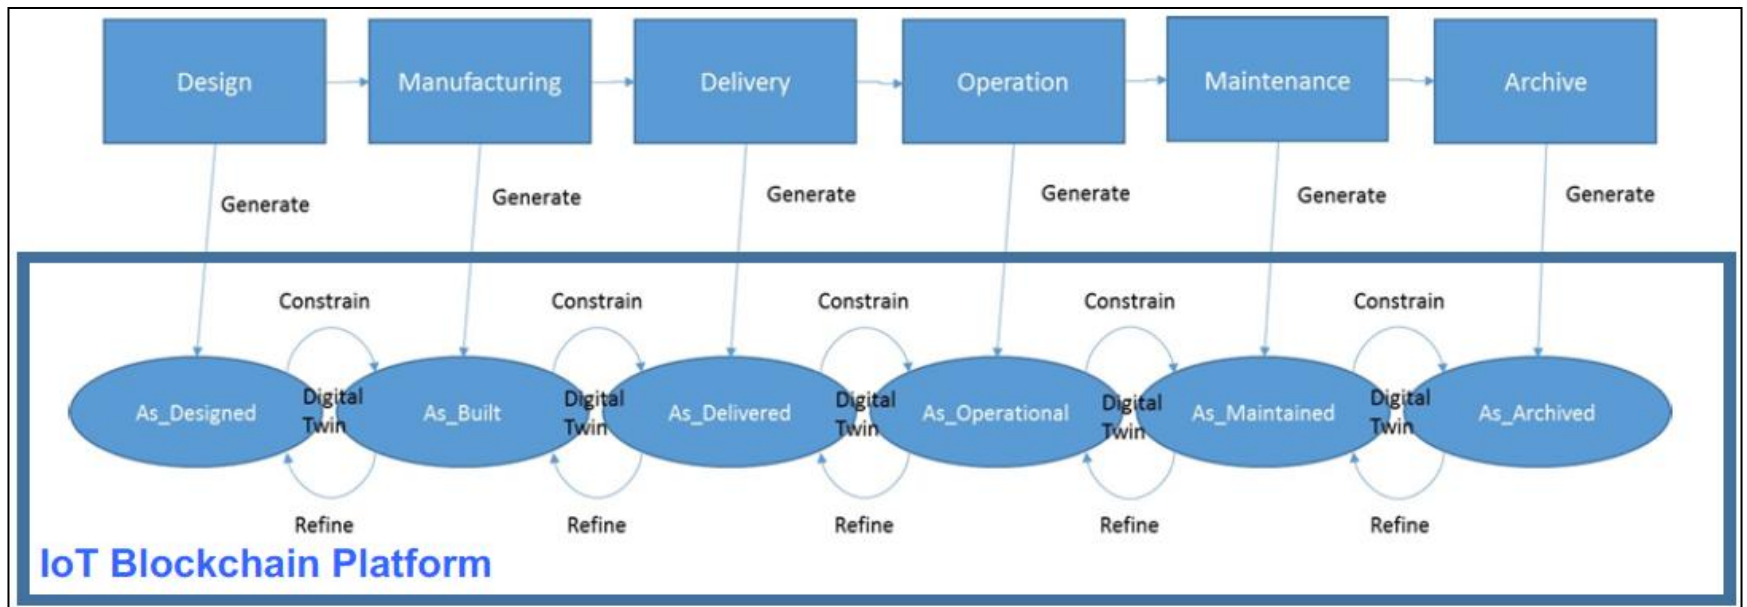 Design
Manufacturing
Delivery
Operation
Maintenance
Archive
Generate
Generate
Generate
Generate
Generate
Generate
Constrain
Constrain
Constrain
Constrain
Constrain
As_Designed
Digital
Twin
As_Built
Digital
Twin
As_Delivered
Digital
Twin
As_Operational
Digital
Twin
As_Maintained
Digital
Twin
As_Archived
Refine
Refine
Refine
Refine
Refine
IoT Blockchain Platform